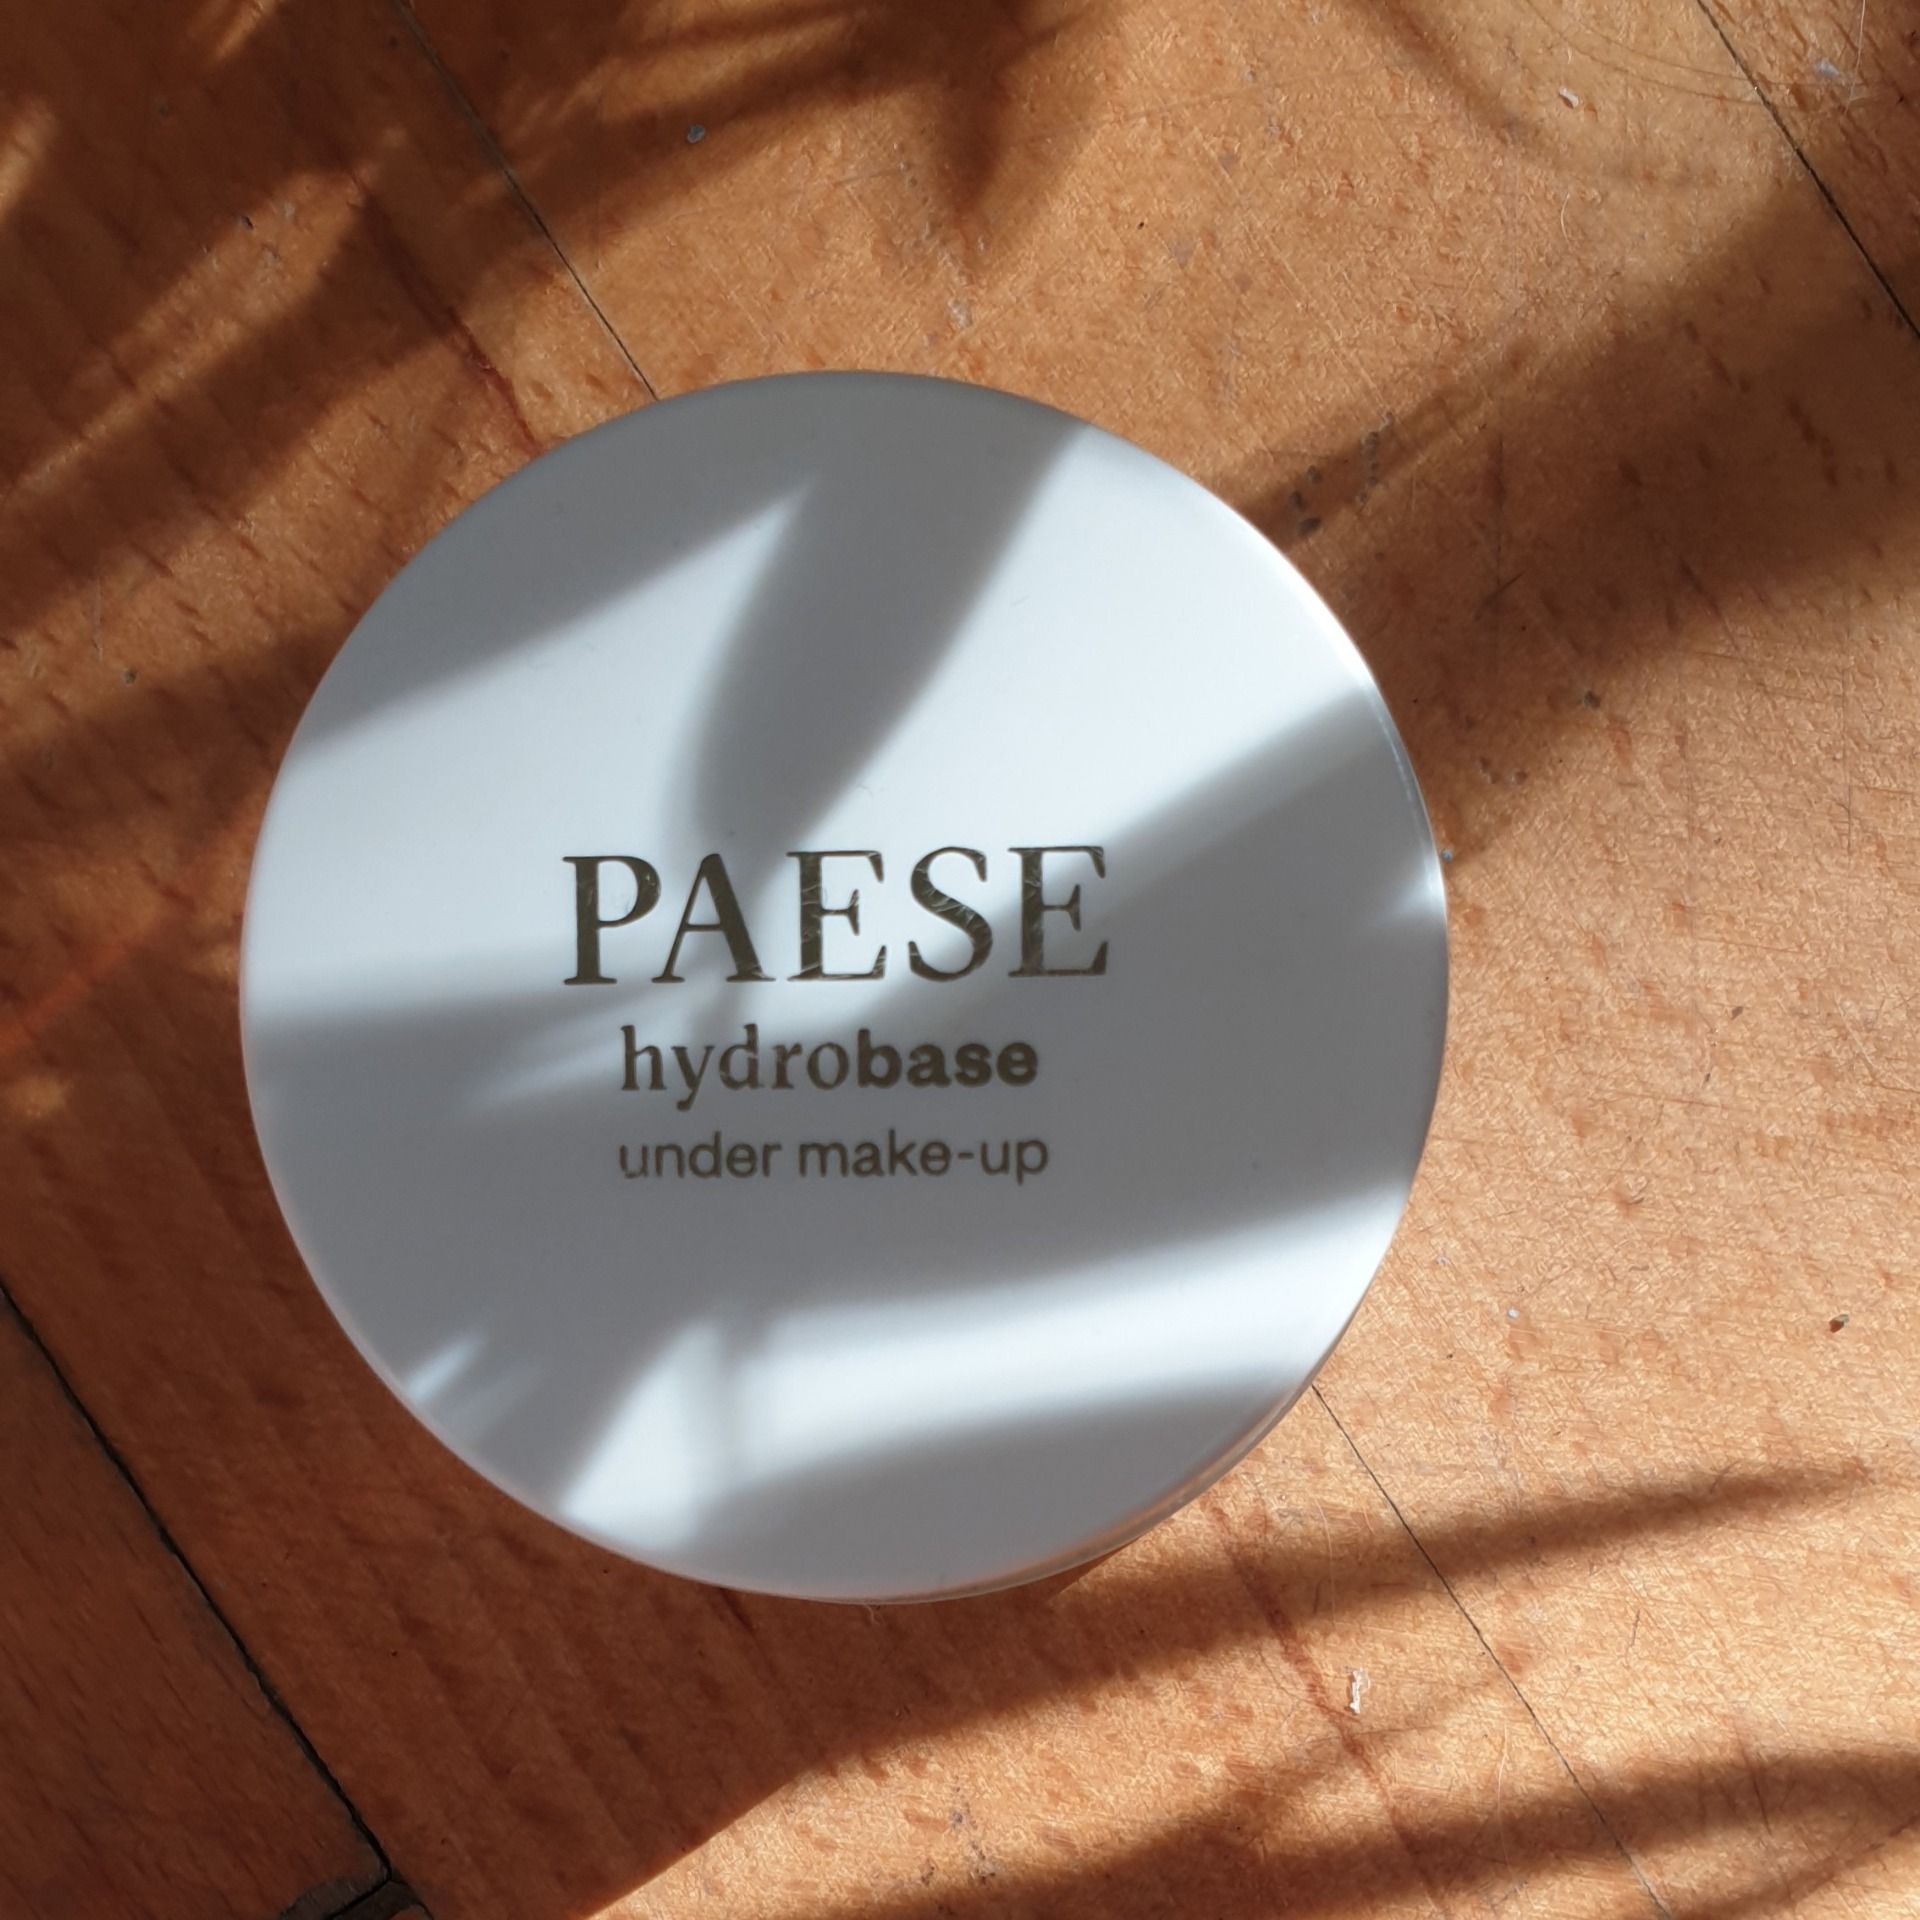 PAESE
hydrobase
under make-up